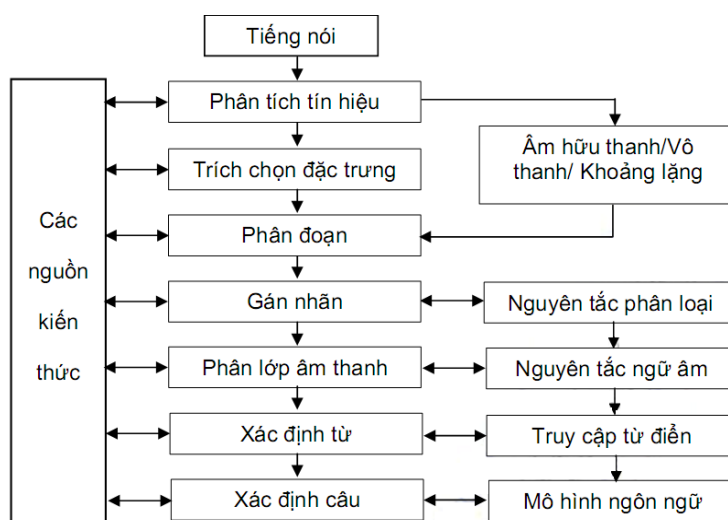 Tiếng nói
Phân tích tín hiệu
Âm hữu thanh/Vô
thanh/ Khoảng lặng
Trích chọn đặc trưng
Các
nguồn
kiến
thức
Phân đoạn
Gán nhãn
Nguyên tắc phân loại
Phân lớp âm thanh
Nguyên tắc ngữ âm
Xác định từ
Truy cập từ điển
Xác định câu
Mô hình ngôn ngữ